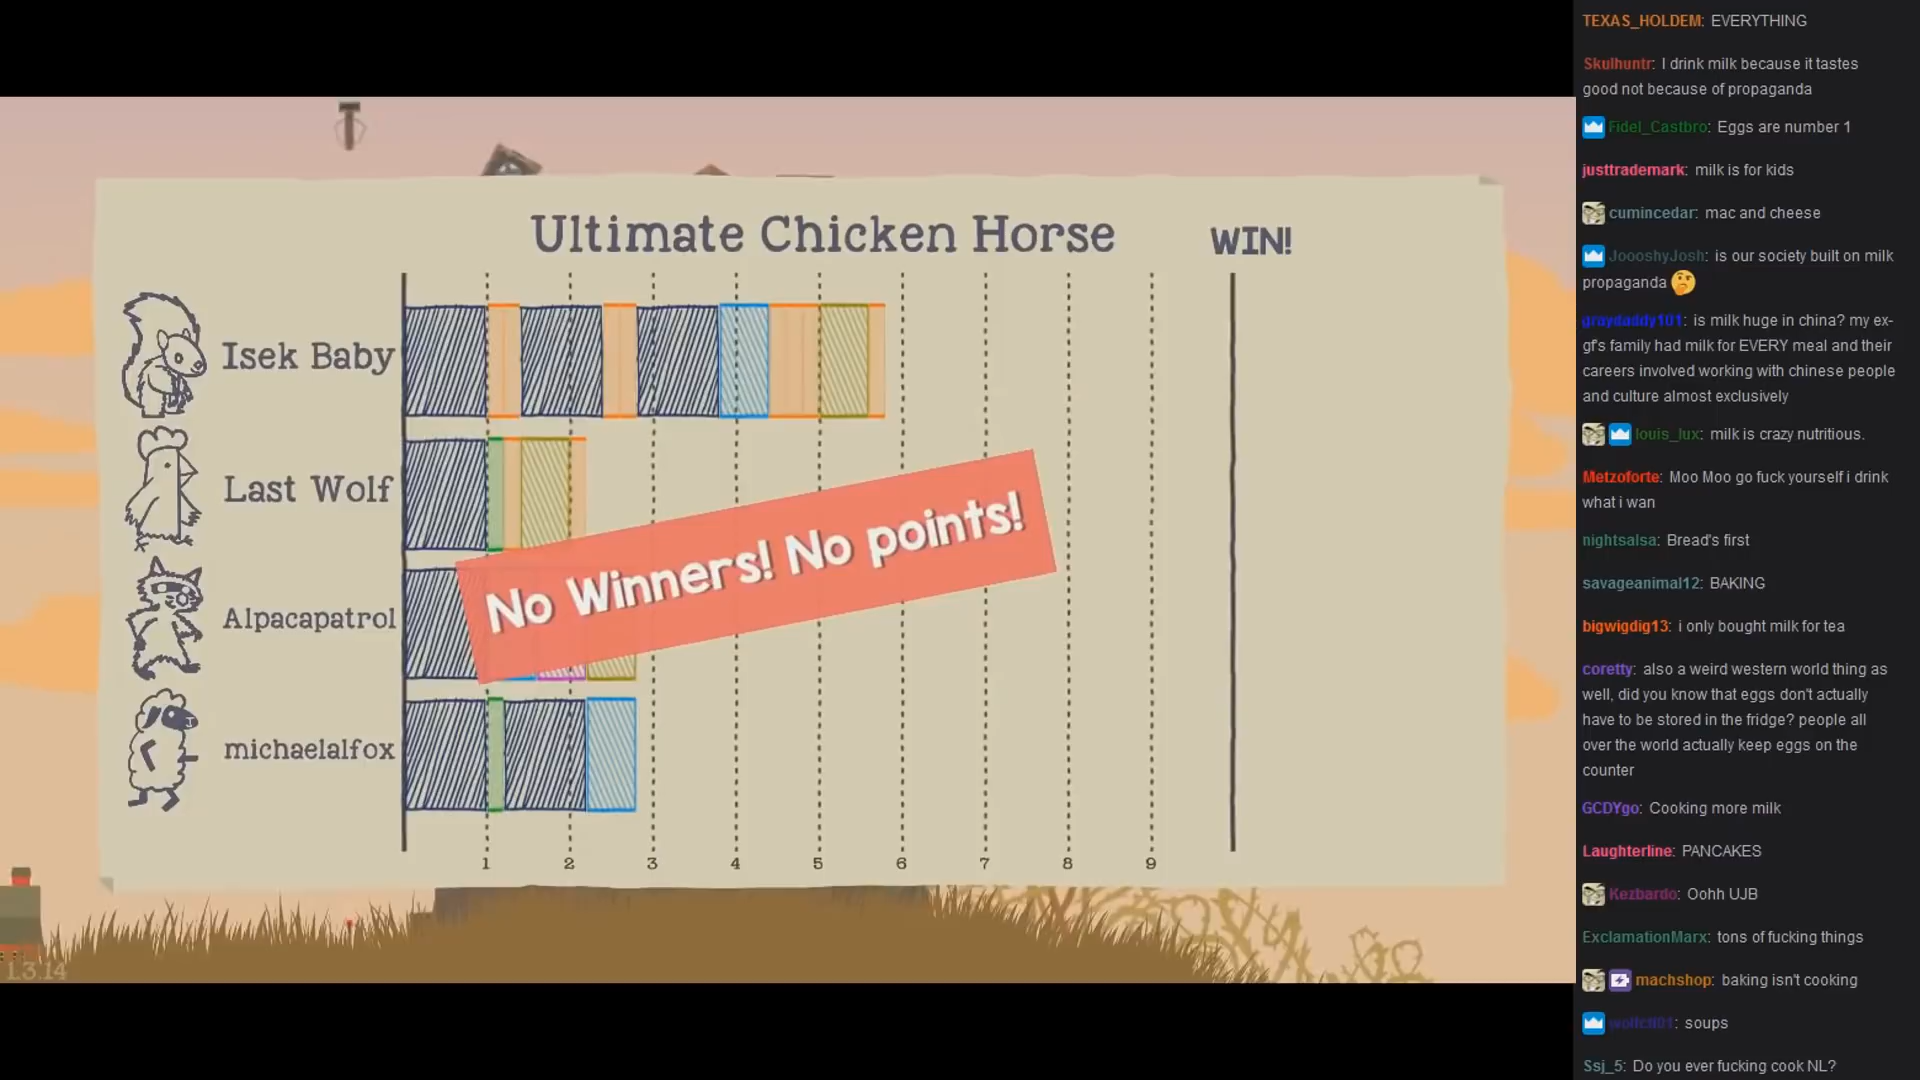 Ultimate Chicken Horse
WIN!
Isek Baby
Last Wolf
Alpacapatrol
michaelalfox
No Winners! No points!
1 2 3 4 5 6 7 8 9
1.3.14
TEXAS_HOLDEM: EVERYTHING
Skulhuntr: I drink milk because it tastes
good not because of propaganda
Fidel_Castbro: Eggs are number 1
justtrademark: milk is for kids
cumincedar: mac and cheese
JoooshyJosh: is our society built on milk
propaganda
graydaddy101: is milk huge in china? my ex-
gf's family had milk for EVERY meal and their
careers involved working with chinese people
and culture almost exclusively
louis_lux: milk is crazy nutritious.
Metzoforte: Moo Moo go fuck yourself i drink
what i wan
nightsalsa: Bread's first
savageanimal12: BAKING
bigwigdig13: i only bought milk for tea
coretty: also a weird western world thing as
well, did you know that eggs don't actually
have to be stored in the fridge? people all
over the world actually keep eggs on the
counter
GCDYgo: Cooking more milk
Laughterline: PANCAKES
Kezbardo: Oohh UJB
ExclamationMarx: tons of fucking things
machshop: baking isn't cooking
soups
Ssj_5: Do you ever fucking cook NL?